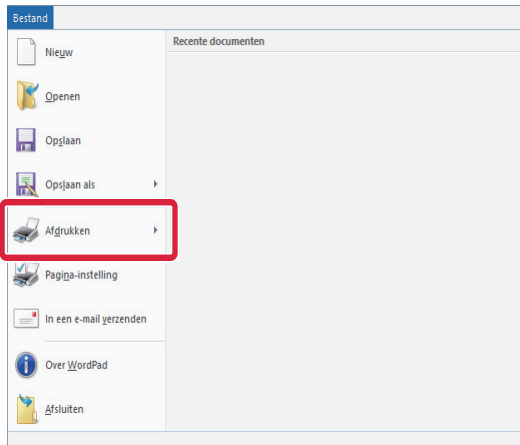 Bestand
Recente documenten
Nieuw
Openen
Opslaan
Opslaan als
Afdrukken
Pagina-instelling
In een e-mail verzenden
Over WordPad
Afsluiten